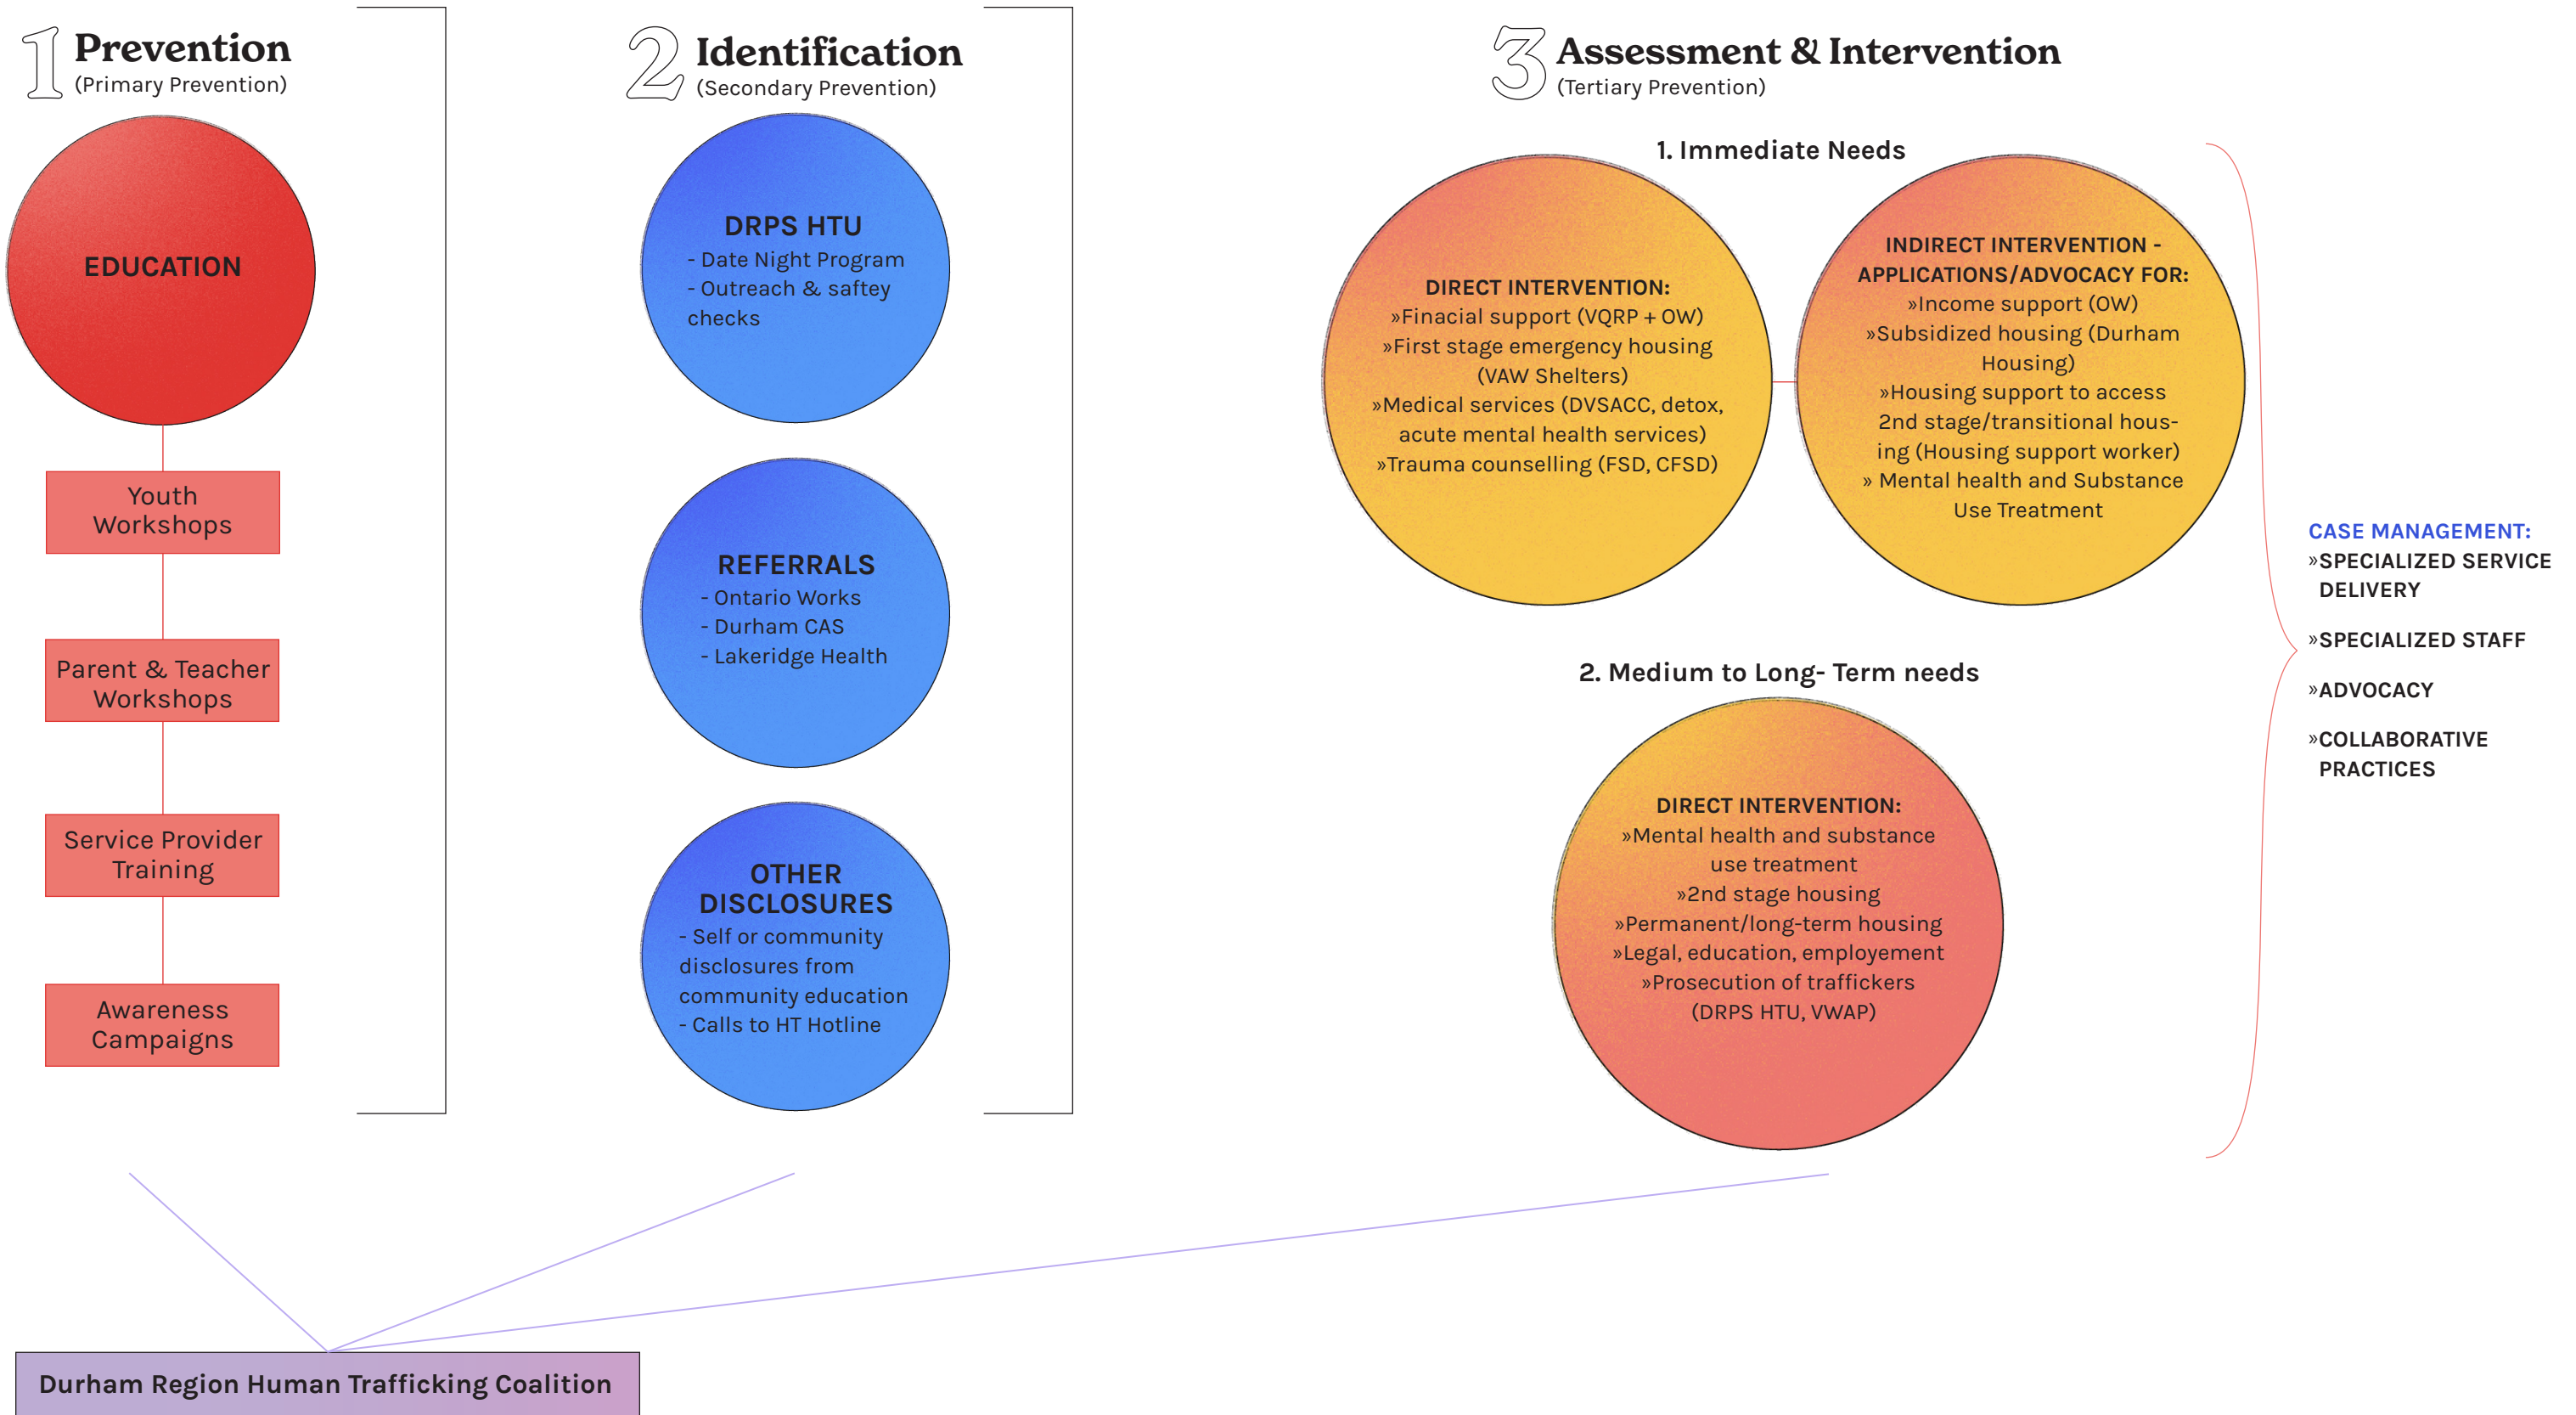 1 Prevention
(Primary Prevention)
EDUCATION
Youth
Workshops
Parent & Teacher
Workshops
Service Provider
Training
Awareness
Campaigns
2 Identification
(Secondary Prevention)
DRPS HTU
- Date Night Program
- Outreach & saftey
checks
REFERRALS
- Ontario Works
- Durham CAS
- Lakeridge Health
OTHER
DISCLOSURES
- Self or community
disclosures from
community education
- Calls to HT Hotline
3 Assessment & Intervention
(Tertiary Prevention)
1. Immediate Needs
DIRECT INTERVENTION:
»Finacial support (VQRP + OW)
»First stage emergency housing
(VAW Shelters)
»Medical services (DVSACC, detox,
acute mental health services)
»Trauma counselling (FSD, CFSD)
INDIRECT INTERVENTION -
APPLICATIONS/ADVOCACY FOR:
»Income support (OW)
»Subsidized housing (Durham
Housing)
»Housing support to access
2nd stage/transitional hous-
ing (Housing support worker)
» Mental health and Substance
Use Treatment
2. Medium to Long- Term needs
DIRECT INTERVENTION:
»Mental health and substance
use treatment
»2nd stage housing
»Permanent/long-term housing
»Legal, education, employement
»Prosecution of traffickers
(DRPS HTU, VWAP)
CASE MANAGEMENT:
»SPECIALIZED SERVICE
DELIVERY
»SPECIALIZED STAFF
»ADVOCACY
»COLLABORATIVE
PRACTICES
Durham Region Human Trafficking Coalition